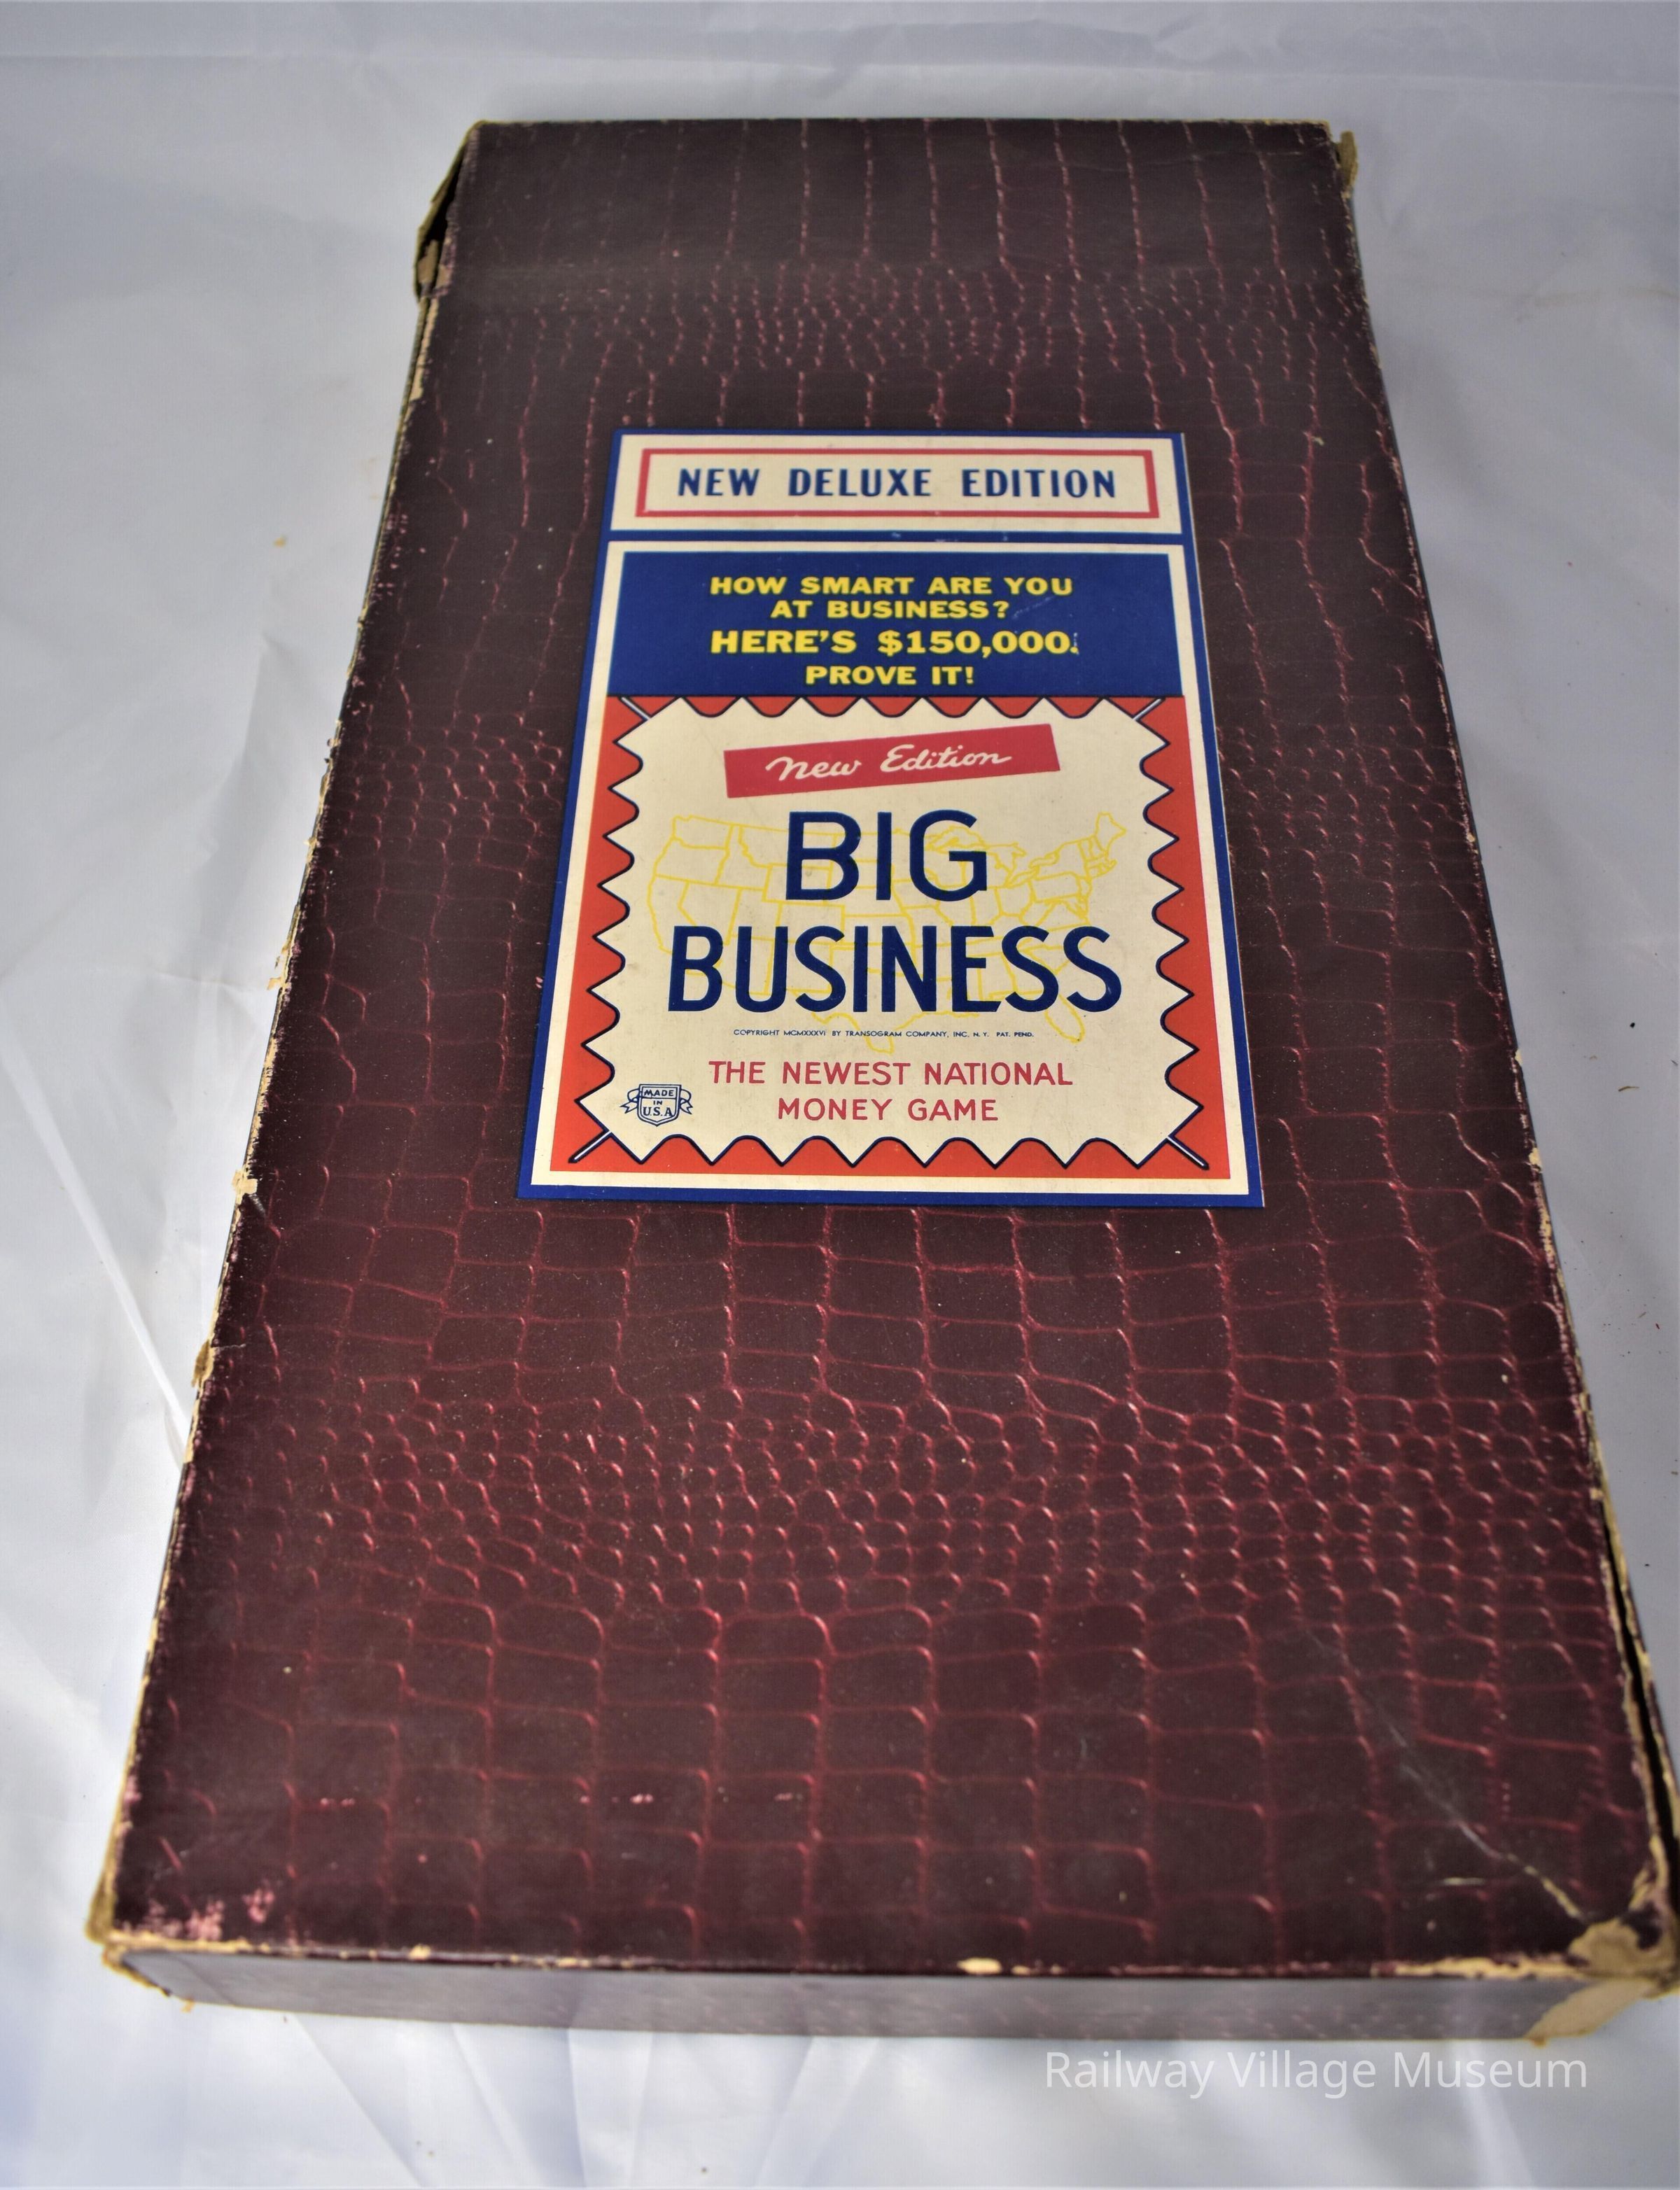 NEW DELUXE EDITION
HOW SMART ARE YOU
AT BUSINESS?
HERE'S $150,000.
PROVE IT!
New Edition
BIG
BUSINESS
COPYRIGHT MCMXXXVI BY TRANSOGRAM COMPANY, INC. N.Y. PAT. PEND.
THE NEWEST NATIONAL
MONEY GAME
MADE
IN
U.S.A
Railway Village Museum